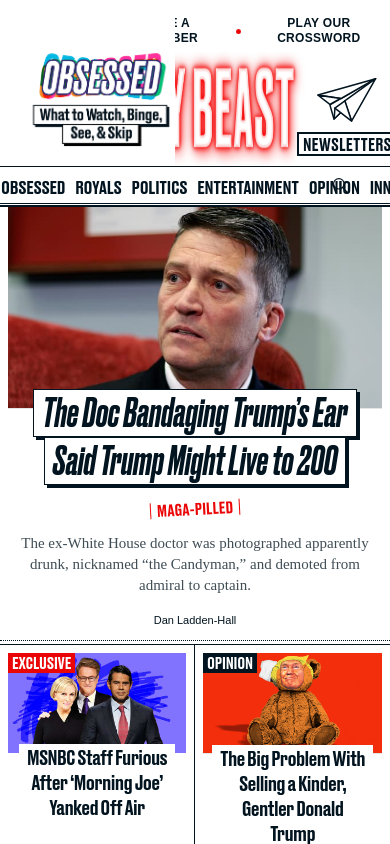 E A
BER
PLAY OUR
CROSSWORD
OBSESSED
What to Watch, Binge,
See, & Skip
Y BEAST
NEWSLETTERS
OBSESSED ROYALS POLITICS ENTERTAINMENT OPINION INN
The Doc Bandaging Trump’s Ear
Said Trump Might Live to 200
MAGA-PILLED
The ex-White House doctor was photographed apparently
drunk, nicknamed “the Candyman,” and demoted from
admiral to captain.
Dan Ladden-Hall
EXCLUSIVE
MSNBC Staff Furious
After ‘Morning Joe’
Yanked Off Air
OPINION
The Big Problem With
Selling a Kinder,
Gentler Donald
Trump